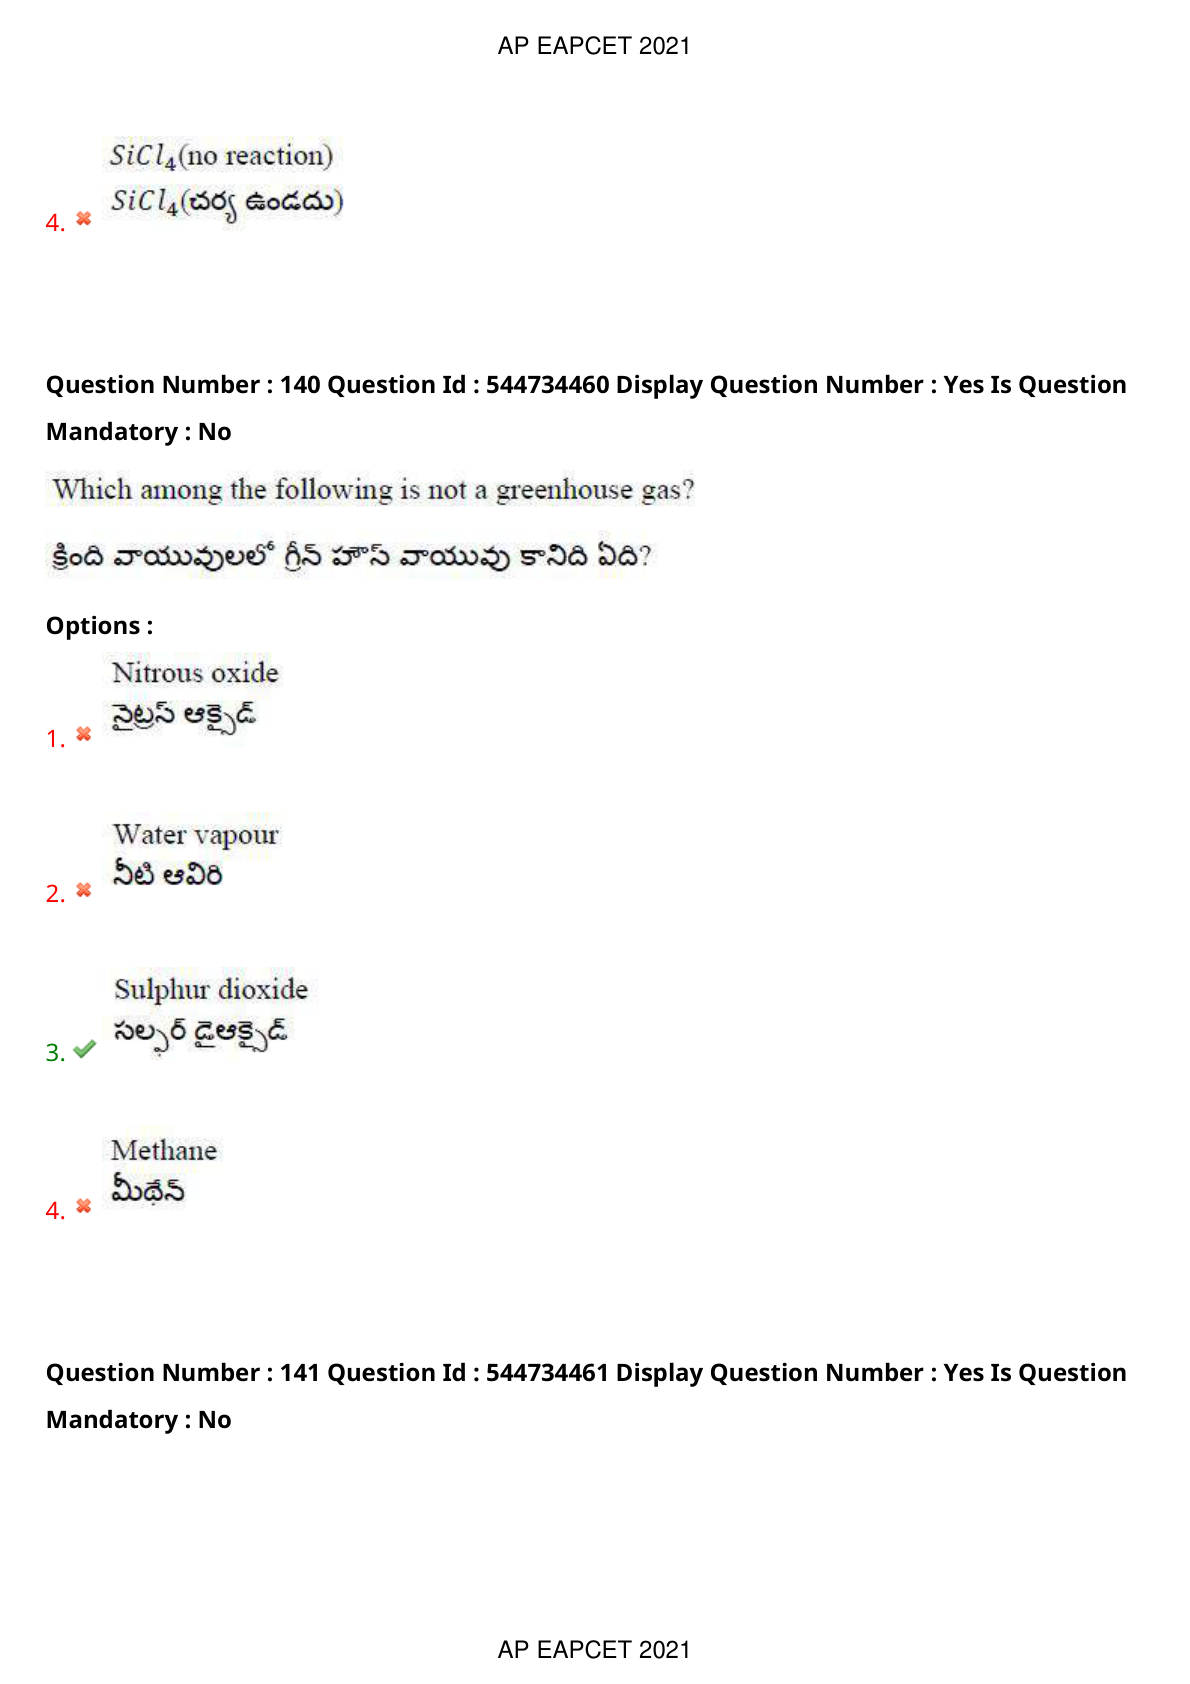 AP EAPCET 2021
SiCl₄(no reaction)
SiCl₄(చర్య ఉండదు)
4.
Question Number : 140 Question Id : 544734460 Display Question Number : Yes Is Question
Mandatory : No
Which among the following is not a greenhouse gas?
క్రింది వాయువులలో గ్రీన్ హౌస్ వాయువు కానిది ఏది?
Options :
Nitrous oxide
నైట్రస్ ఆక్సైడ్
1.
Water vapour
నీటి ఆవిరి
2.
Sulphur dioxide
సల్ఫర్ డైఆక్సైడ్
3.
Methane
మీథేన్
4.
Question Number : 141 Question Id : 544734461 Display Question Number : Yes Is Question
Mandatory : No
AP EAPCET 2021